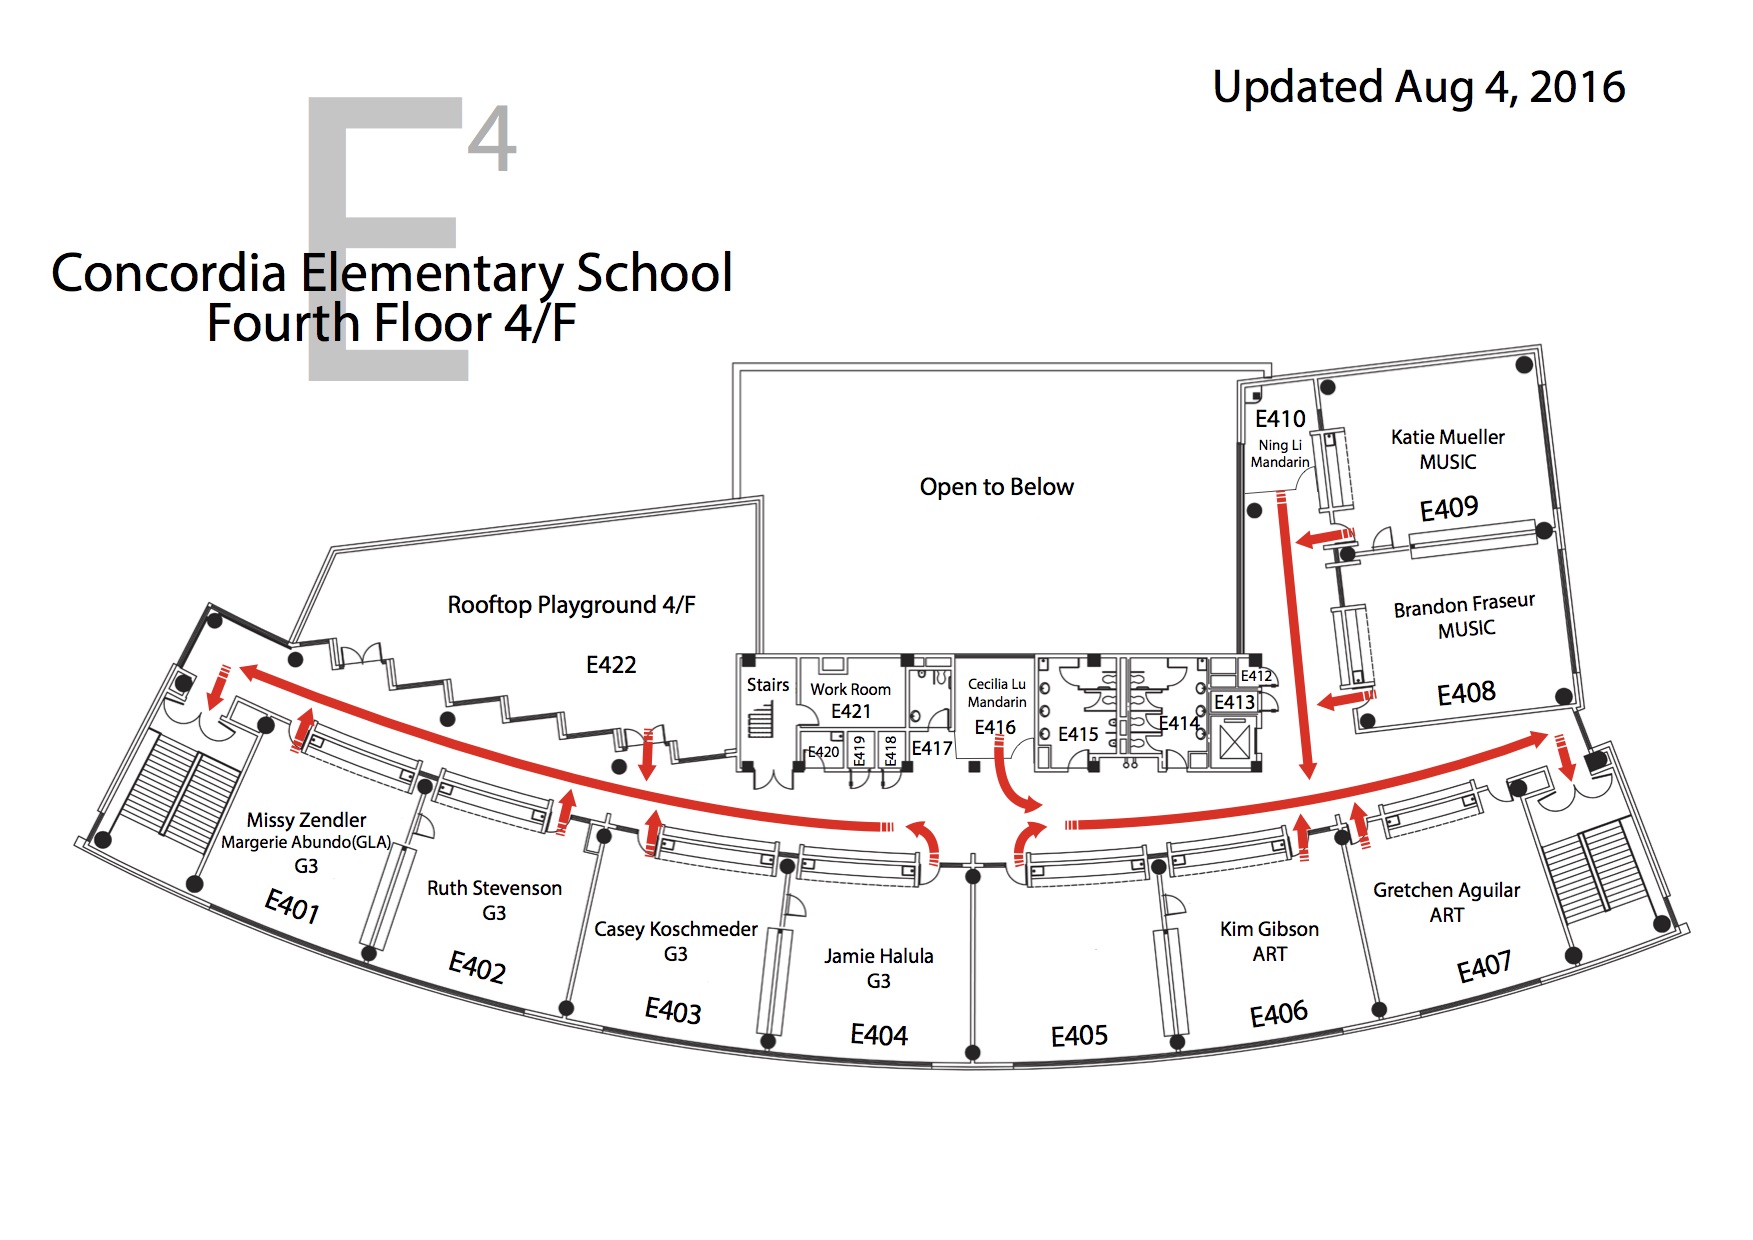 Updated Aug 4, 2016
E4
Concordia Elementary School
Fourth Floor 4/F
E410
Ning Li
Mandarin
Katie Mueller
MUSIC
E409
Open to Below
Brandon Fraseur
MUSIC
E408
Rooftop Playground 4/F
E422
Stairs
Work Room
E421
E420
E419
E418
E417
Cecilia Lu
Mandarin
E416
E415
E414
E412
E413
Missy Zendler
Margerie Abundo(GLA)
G3
E401
Ruth Stevenson
G3
E402
Casey Koschmeder
G3
E403
Jamie Halula
G3
E404
E405
Kim Gibson
ART
E406
Gretchen Aguilar
ART
E407